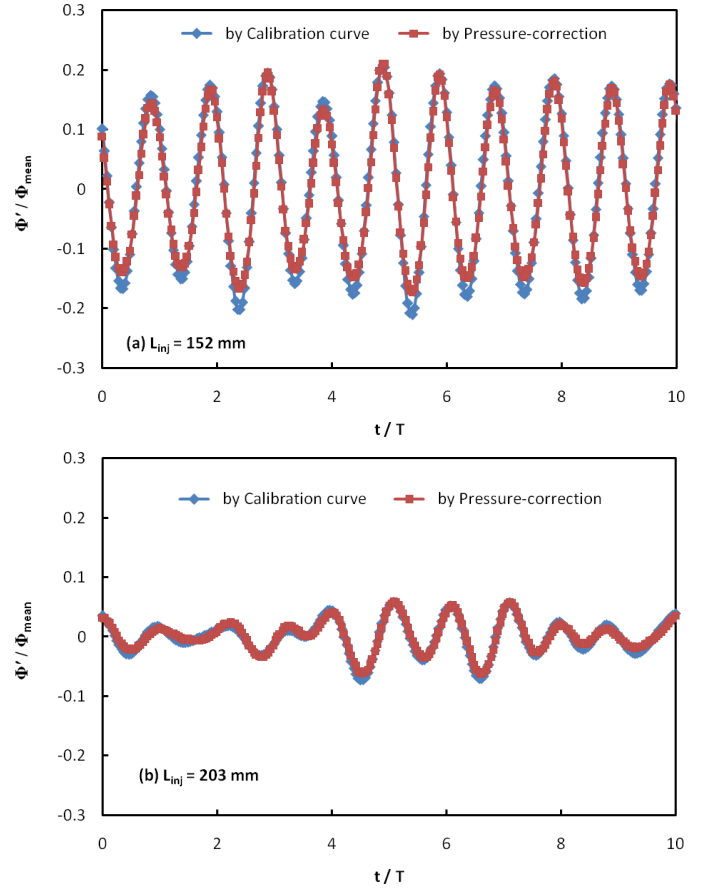 0.3
by Calibration curve by Pressure-correction
0.2
0.1
0
-0.1
-0.2
-0.3
Φ′ / Φmean
(a) Linj = 152 mm
0 2 4 6 8 10
t / T
0.3
by Calibration curve by Pressure-correction
0.2
0.1
0
-0.1
-0.2
-0.3
Φ′ / Φmean
(b) Linj = 203 mm
0 2 4 6 8 10
t / T